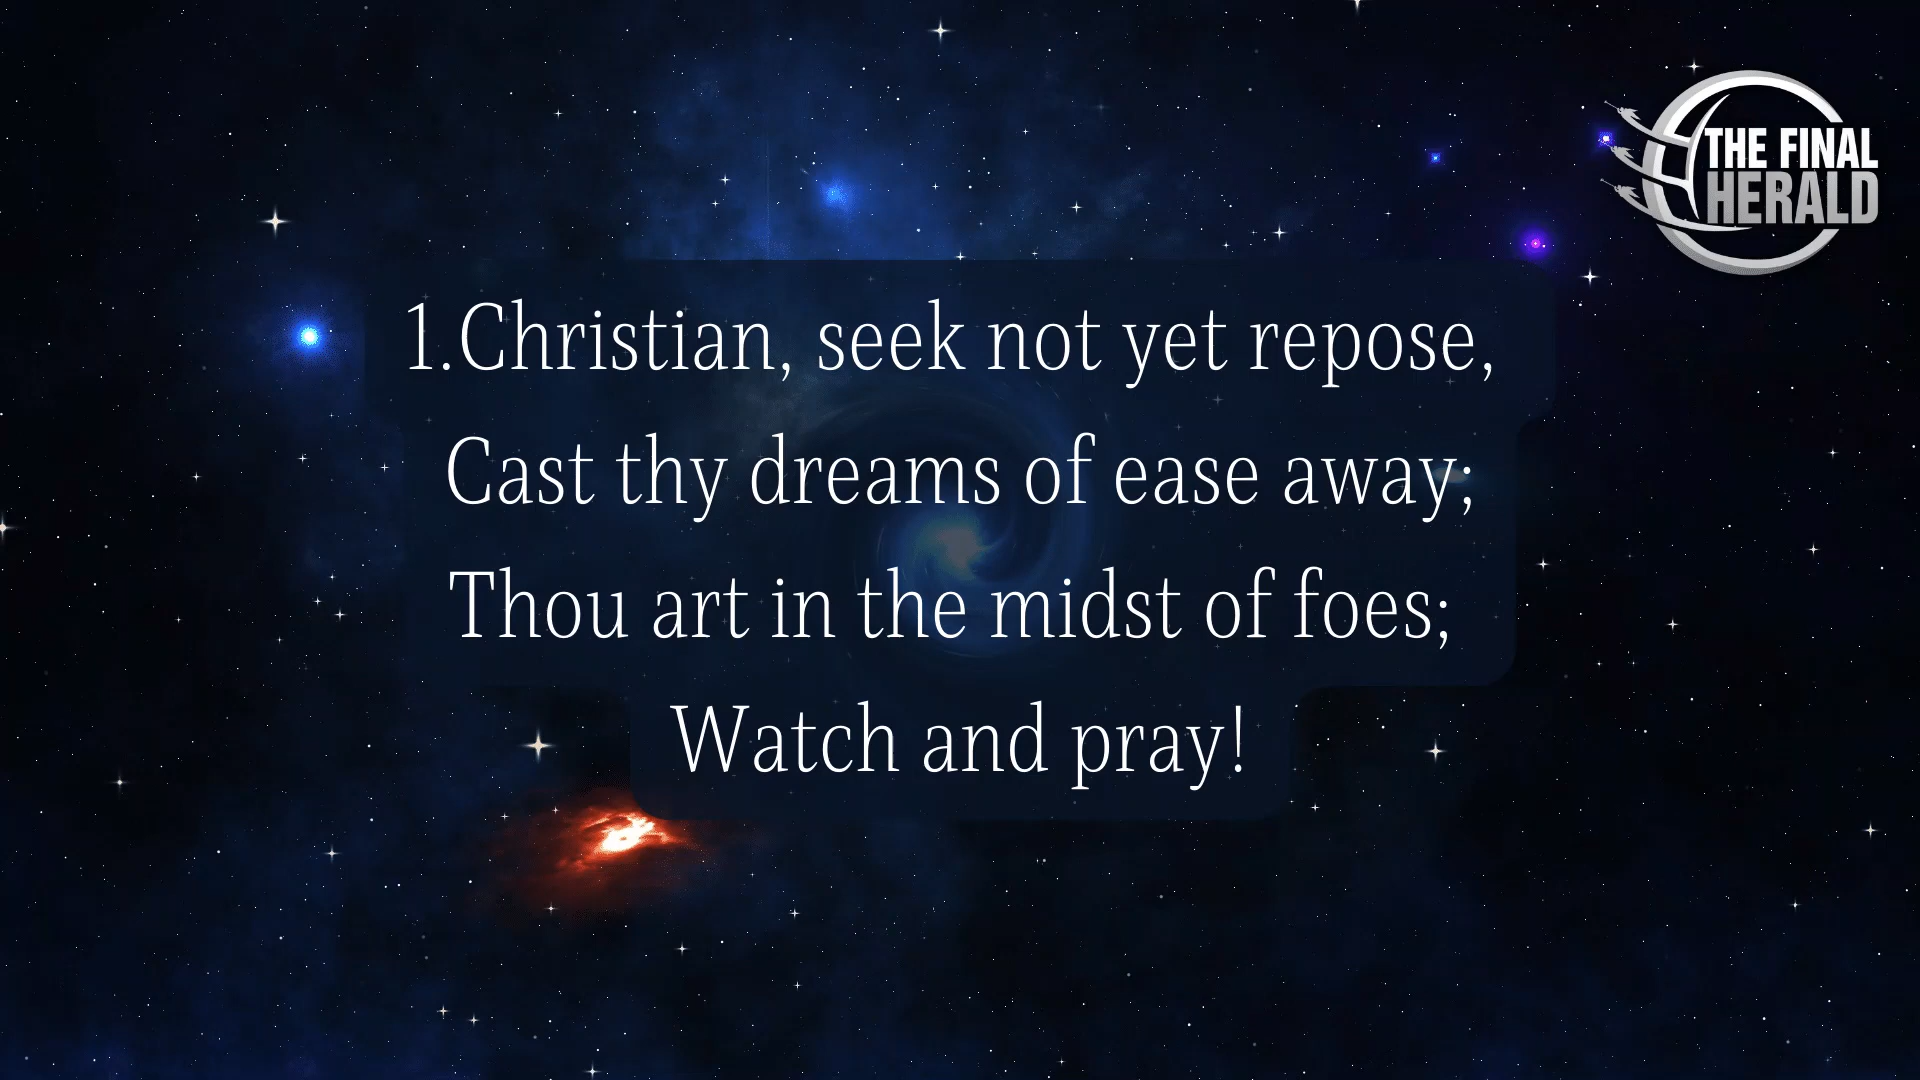 THE FINAL
HERALD
1.Christian, seek not yet repose,
Cast thy dreams of ease away;
Thou art in the midst of foes;
Watch and pray!